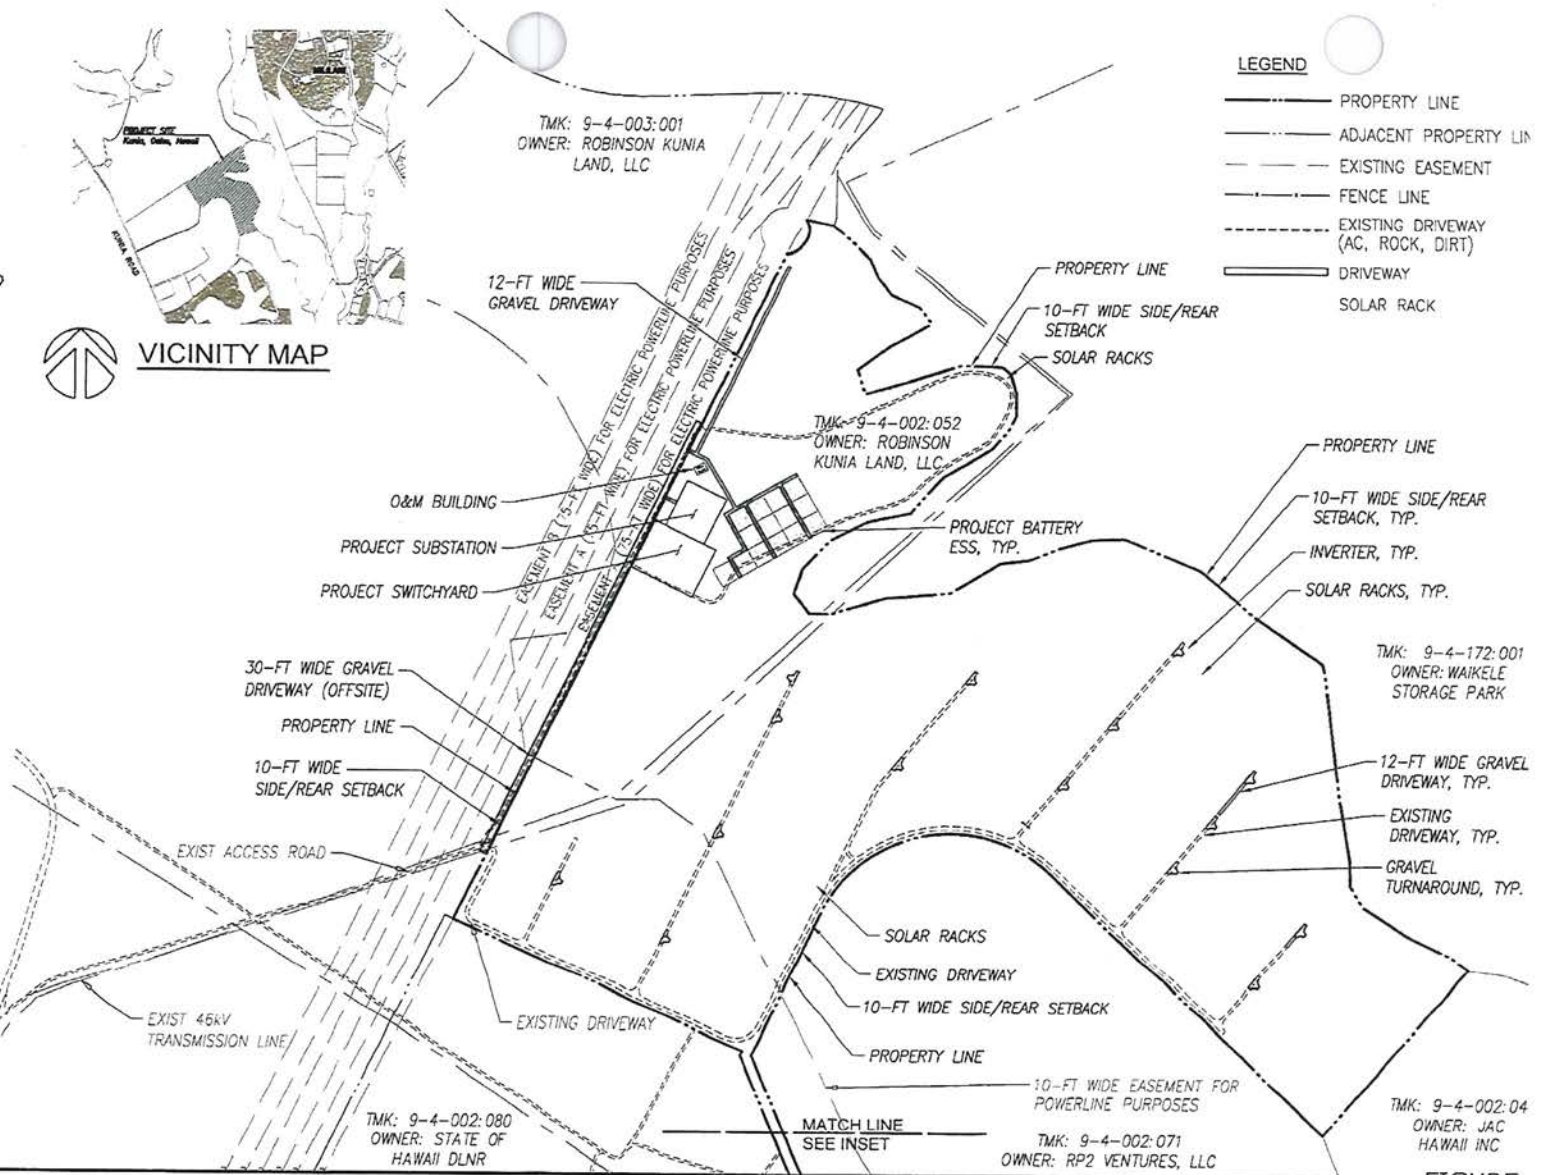 MILILANI
PROJECT SITE
Kunia, Oahu, Hawaii
KUNIA ROAD
VICINITY MAP
TMK: 9-4-003:001
OWNER: ROBINSON KUNIA
LAND, LLC
LEGEND
PROPERTY LINE
ADJACENT PROPERTY LIN
EXISTING EASEMENT
FENCE LINE
EXISTING DRIVEWAY
(AC, ROCK, DIRT)
DRIVEWAY
SOLAR RACK
12-FT WIDE
GRAVEL DRIVEWAY
EASEMENT B (75-FT WIDE) FOR ELECTRIC POWERLINE PURPOSES
EASEMENT A (75-FT WIDE) FOR ELECTRIC POWERLINE PURPOSES
EASEMENT (75-FT WIDE) FOR ELECTRIC POWERLINE PURPOSES
PROPERTY LINE
10-FT WIDE SIDE/REAR
SETBACK
SOLAR RACKS
TMK: 9-4-002:052
OWNER: ROBINSON
KUNIA LAND, LLC
O&M BUILDING
PROJECT SUBSTATION
PROJECT SWITCHYARD
PROJECT BATTERY
ESS, TYP.
PROPERTY LINE
10-FT WIDE SIDE/REAR
SETBACK, TYP.
INVERTER, TYP.
SOLAR RACKS, TYP.
TMK: 9-4-172:001
OWNER: WAIKELE
STORAGE PARK
30-FT WIDE GRAVEL
DRIVEWAY (OFFSITE)
PROPERTY LINE
10-FT WIDE
SIDE/REAR SETBACK
12-FT WIDE GRAVEL
DRIVEWAY, TYP.
EXISTING
DRIVEWAY, TYP.
GRAVEL
TURNAROUND, TYP.
EXIST ACCESS ROAD
SOLAR RACKS
EXISTING DRIVEWAY
10-FT WIDE SIDE/REAR SETBACK
PROPERTY LINE
EXIST 46kV
TRANSMISSION LINE
EXISTING DRIVEWAY
10-FT WIDE EASEMENT FOR
POWERLINE PURPOSES
TMK: 9-4-002:080
OWNER: STATE OF
HAWAII DLNR
MATCH LINE
SEE INSET
TMK: 9-4-002:071
OWNER: RP2 VENTURES, LLC
TMK: 9-4-002:04
OWNER: JAC
HAWAII INC